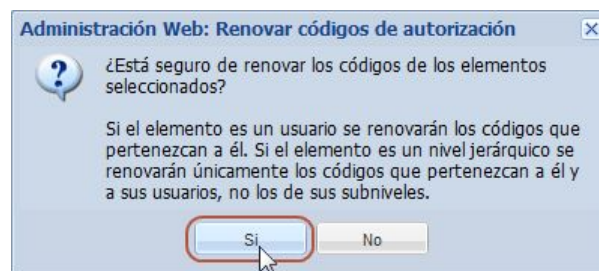 Administración Web: Renovar códigos de autorización
¿Está seguro de renovar los códigos de los elementos
seleccionados?
Si el elemento es un usuario se renovarán los códigos que
pertenezcan a él. Si el elemento es un nivel jerárquico se
renovarán únicamente los códigos que pertenezcan a él y
a sus usuarios, no los de sus subniveles.
Si No